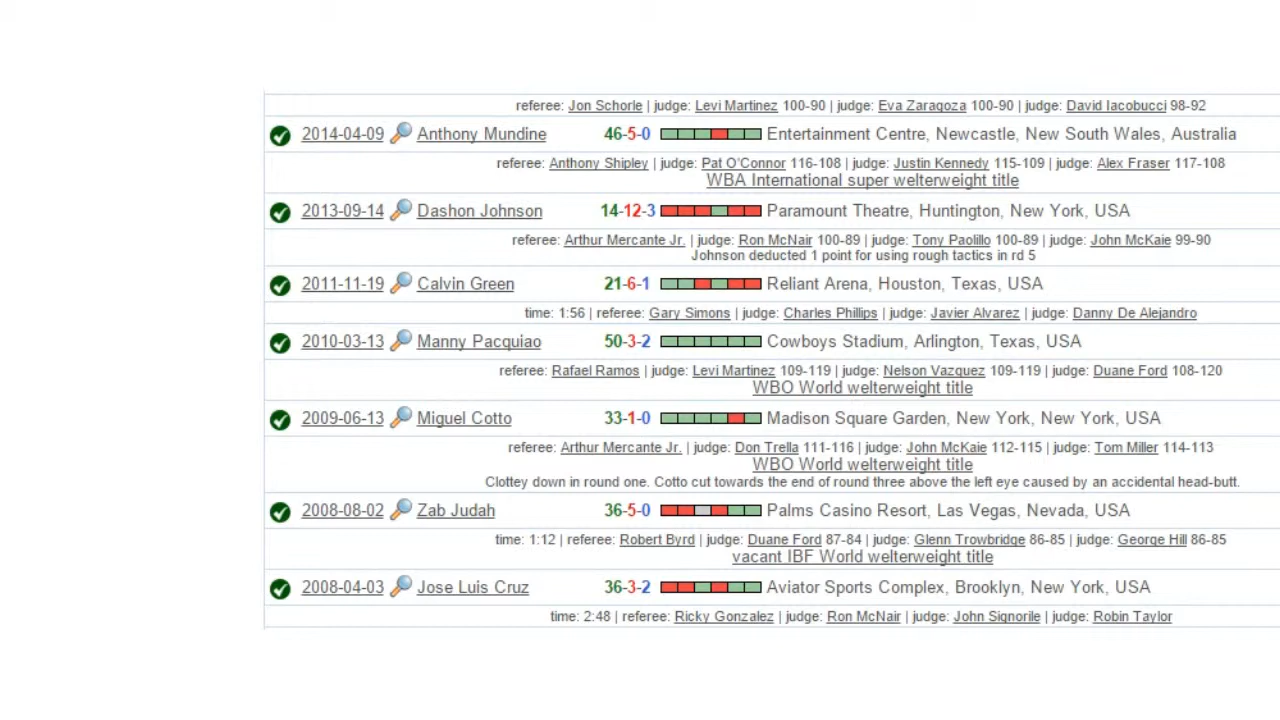 referee: Jon Schorle | judge: Levi Martinez 100-90 | judge: Eva Zaragoza 100-90 | judge: David Iacobucci 98-92
2014-04-09 Anthony Mundine 46-5-0 Entertainment Centre, Newcastle, New South Wales, Australia
referee: Anthony Shipley | judge: Pat O'Connor 116-108 | judge: Justin Kennedy 115-109 | judge: Alex Fraser 117-108
WBA International super welterweight title
2013-09-14 Dashon Johnson 14-12-3 Paramount Theatre, Huntington, New York, USA
referee: Arthur Mercante Jr. | judge: Ron McNair 100-89 | judge: Tony Paolillo 100-89 | judge: John McKaie 99-90
Johnson deducted 1 point for using rough tactics in rd 5
2011-11-19 Calvin Green 21-6-1 Reliant Arena, Houston, Texas, USA
time: 1:56 | referee: Gary Simons | judge: Charles Phillips | judge: Javier Alvarez | judge: Danny De Alejandro
2010-03-13 Manny Pacquiao 50-3-2 Cowboys Stadium, Arlington, Texas, USA
referee: Rafael Ramos | judge: Levi Martinez 109-119 | judge: Nelson Vazquez 109-119 | judge: Duane Ford 108-120
WBO World welterweight title
2009-06-13 Miguel Cotto 33-1-0 Madison Square Garden, New York, New York, USA
referee: Arthur Mercante Jr. | judge: Don Trella 111-116 | judge: John McKaie 112-115 | judge: Tom Miller 114-113
WBO World welterweight title
Clottey down in round one. Cotto cut towards the end of round three above the left eye caused by an accidental head-butt.
2008-08-02 Zab Judah 36-5-0 Palms Casino Resort, Las Vegas, Nevada, USA
time: 1:12 | referee: Robert Byrd | judge: Duane Ford 87-84 | judge: Glenn Trowbridge 86-85 | judge: George Hill 86-85
vacant IBF World welterweight title
2008-04-03 Jose Luis Cruz 36-3-2 Aviator Sports Complex, Brooklyn, New York, USA
time: 2:48 | referee: Ricky Gonzalez | judge: Ron McNair | judge: John Signorile | judge: Robin Taylor